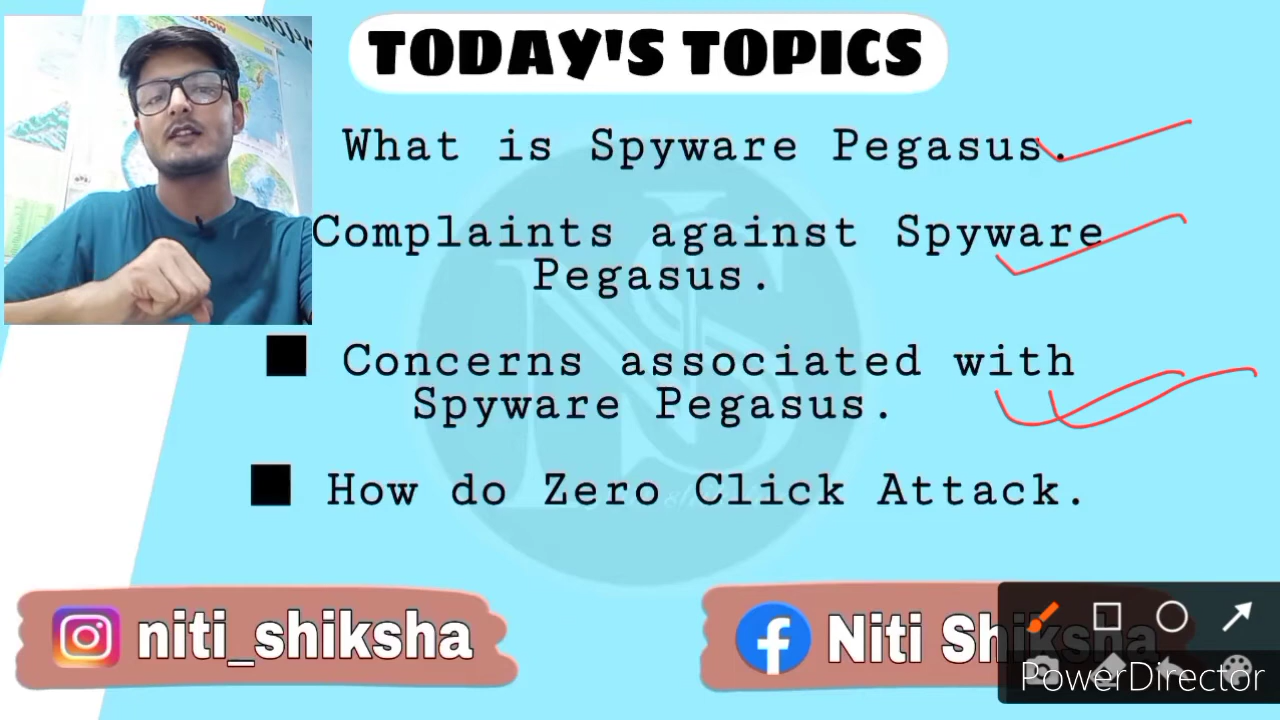 TODAY'S TOPICS
What is Spyware Pegasus.
Complaints against Spyware
Pegasus.
Concerns associated with
Spyware Pegasus.
How do Zero Click Attack.
niti_shiksha
Niti Shiksha
PowerDirector